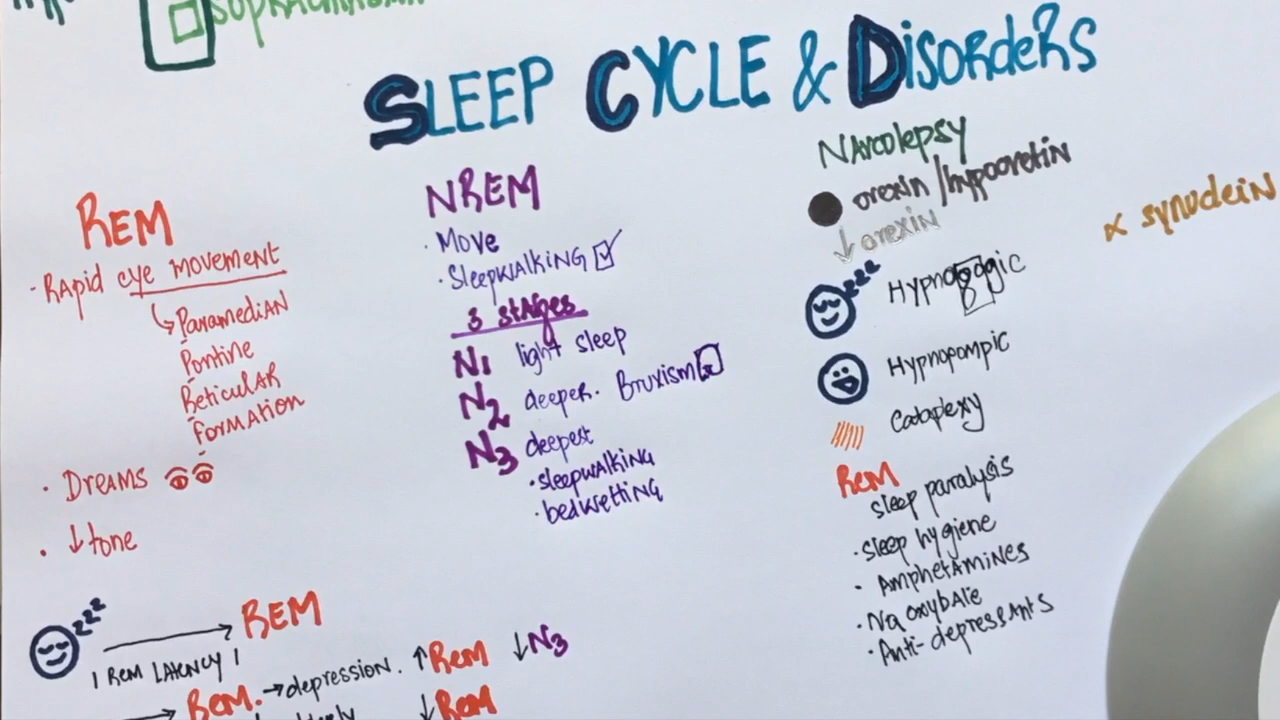 SLEEP CYCLE & DISORDERS
REM
· RAPID EYE MOVEMENT
PARAMEDIAN
PONTINE
RETICULAR
FORMATION
· DREAMS
· ↓ tone
REM
| REM LATENCY |
REM. → depression. ↑ REM ↓ N3
↓ REM
NREM
· MOVE
· SLEEPWALKING
3 STAGES
N1 light sleep
N2 deeper. BRUXISM
N3 deepest
· SLEEPWALKING
· bedwetting
NARCOLEPSY
orexin/hypocretin
↓ orexin
zzz Hypnogogic
Hypnopompic
Cataplexy
REM
sleep paralysis
· Sleep hygiene
· AMPHETAMINES
· Na oxybate
· Anti-depressants